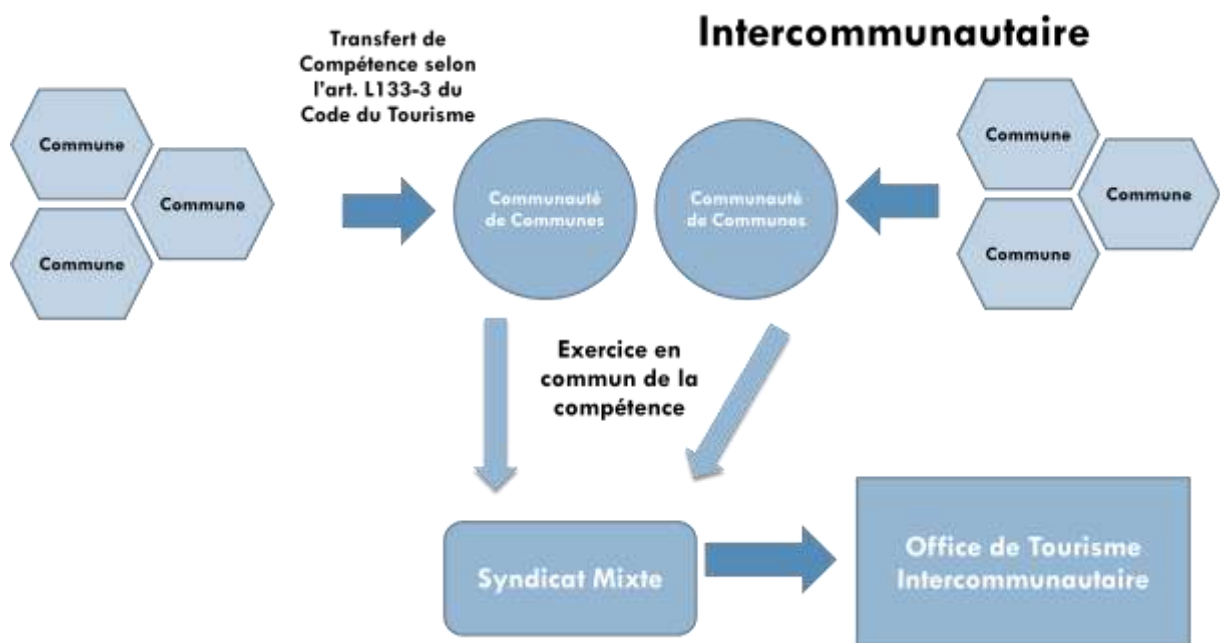 Intercommunautaire
Transfert de
Compétence selon
l'art. L133-3 du
Code du Tourisme
Commune
Commune
Commune
Communauté
de Communes
Communauté
de Communes
Commune
Commune
Commune
Exercice en
commun de la
compétence
Syndicat Mixte
Office de Tourisme
Intercommunautaire